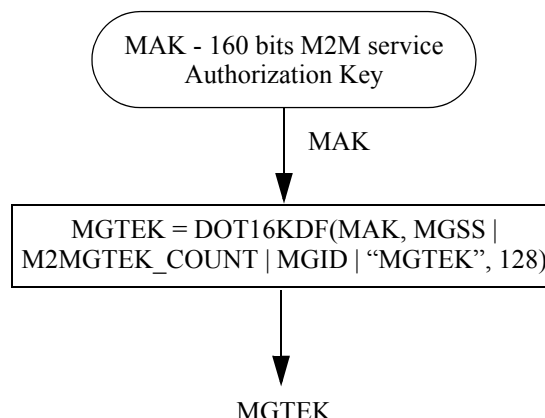 MAK - 160 bits M2M service
Authorization Key
MAK
MGTEK = DOT16KDF(MAK, MGSS |
M2MGTEK_COUNT | MGID | “MGTEK”, 128)
MGTEK